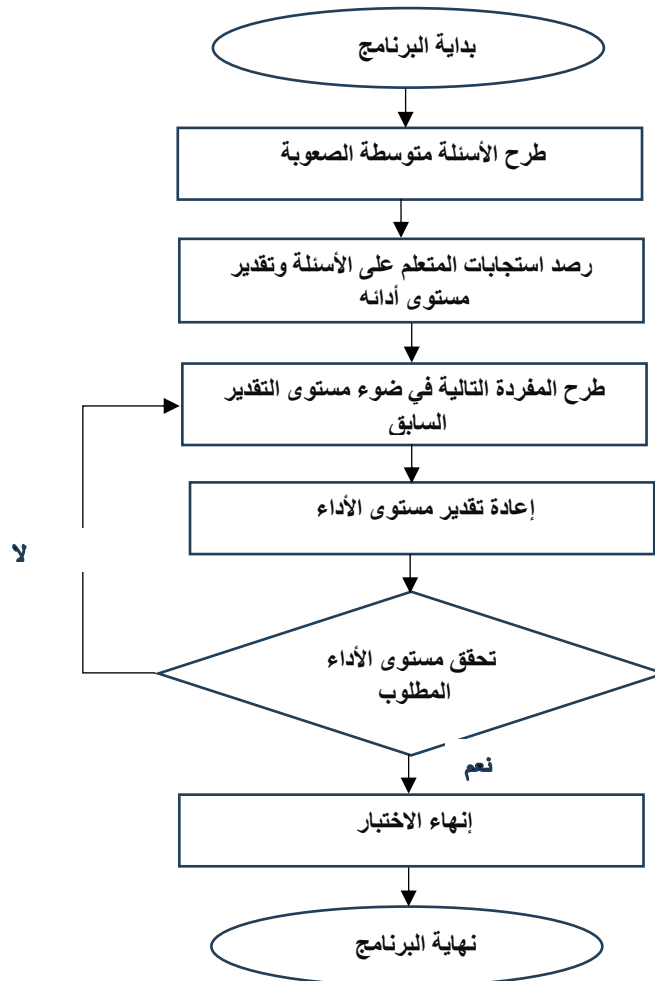 بداية البرنامج
طرح الأسئلة متوسطة الصعوبة
رصد استجابات المتعلم على الأسئلة وتقدير
مستوى أدائه
طرح المفردة التالية في ضوء مستوى التقدير
السابق
إعادة تقدير مستوى الأداء
لا
تحقق مستوى الأداء
المطلوب
نعم
إنهاء الاختبار
نهاية البرنامج